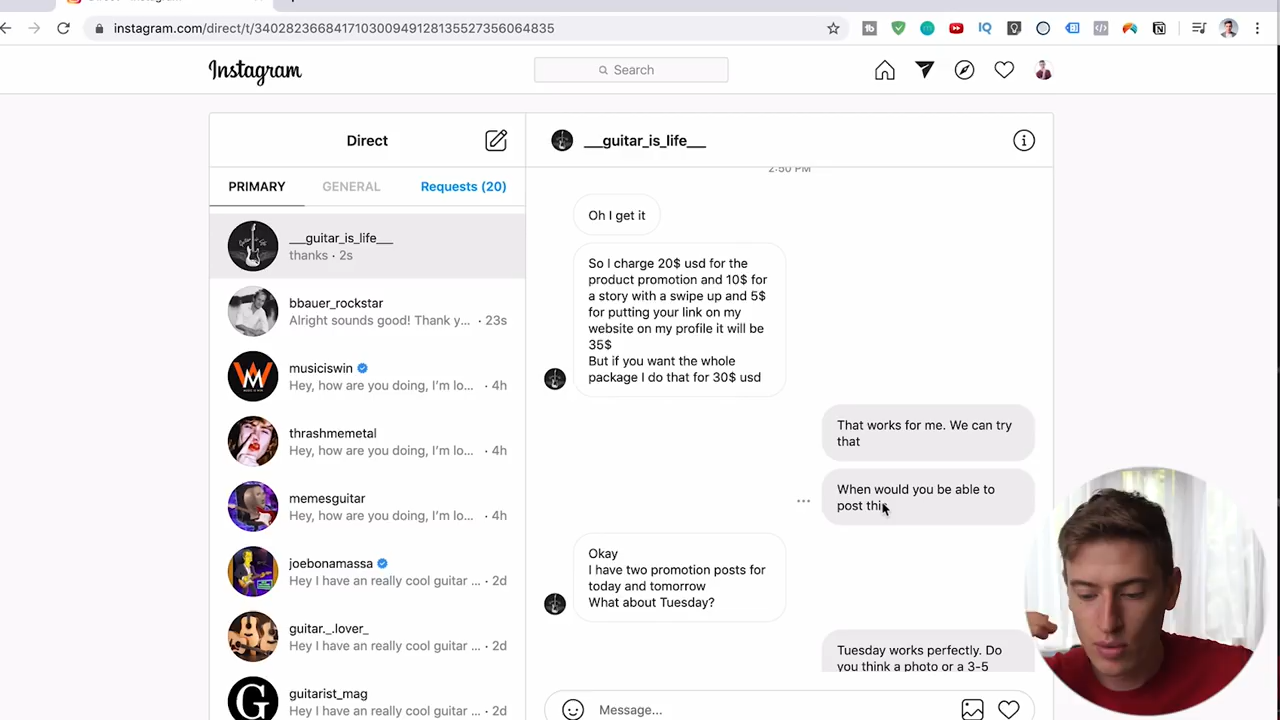 instagram.com/direct/t/340282366841710300949128135527356064835
Instagram
Search
Direct
PRIMARY
GENERAL
Requests (20)
___guitar_is_life___
thanks · 2s
bbauer_rockstar
Alright sounds good! Thank y... · 23s
musiciswin
Hey, how are you doing, I'm lo... · 4h
thrashmemetal
Hey, how are you doing, I'm lo... · 4h
memesguitar
Hey, how are you doing, I'm lo... · 4h
joebonamassa
Hey I have an really cool guitar ... · 2d
guitar._.lover_
Hey I have an really cool guitar ... · 2d
guitarist_mag
Hey I have an really cool guitar ... · 2d
___guitar_is_life___
2:50 PM
Oh I get it
So I charge 20$ usd for the
product promotion and 10$ for
a story with a swipe up and 5$
for putting your link on my
website on my profile it will be
35$
But if you want the whole
package I do that for 30$ usd
That works for me. We can try
that
When would you be able to
post this
Okay
I have two promotion posts for
today and tomorrow
What about Tuesday?
Tuesday works perfectly. Do
you think a photo or a 3-5
Message...